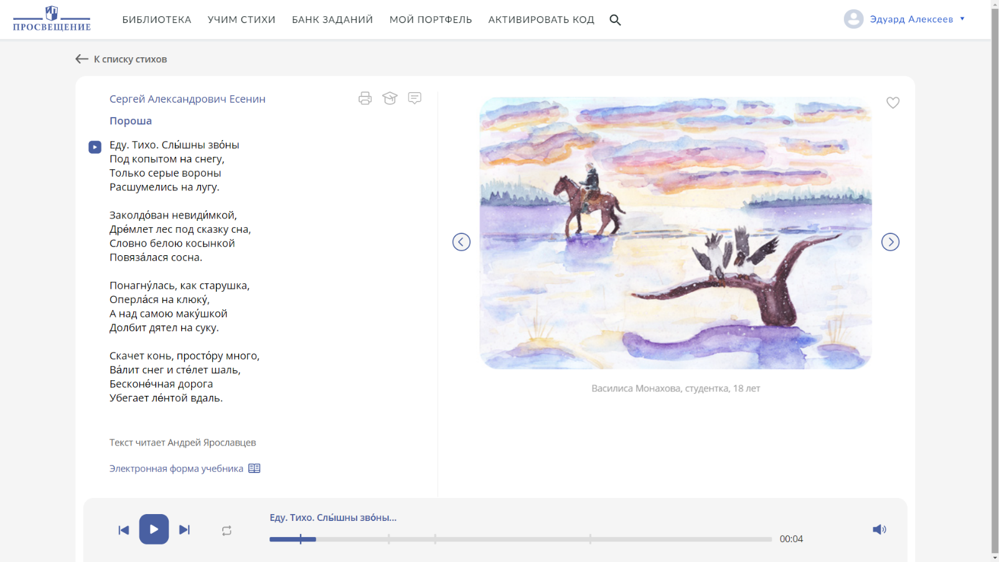 ПРОСВЕЩЕНИЕ
БИБЛИОТЕКА УЧИМ СТИХИ БАНК ЗАДАНИЙ МОЙ ПОРТФЕЛЬ АКТИВИРОВАТЬ КОД
Эдуард Алексеев
К списку стихов
Сергей Александрович Есенин
Пороша
Еду. Тихо. Слы́шны зво́ны
Под копытом на снегу,
Только серые вороны
Расшумелись на лугу.
Заколдо́ван невиди́мкой,
Дре́млет лес под сказку сна,
Словно белою косынкой
Повяза́лася сосна.
Понагну́лась, как старушка,
Оперла́ся на клюку́,
А над самою маку́шкой
Долбит дятел на суку.
Скачет конь, просто́ру много,
Ва́лит снег и сте́лет шаль,
Бесконе́чная дорога
Убегает ле́нтой вдаль.
Текст читает Андрей Ярославцев
Электронная форма учебника
Василиса Монахова, студентка, 18 лет
Еду. Тихо. Слы́шны зво́ны...
00:04